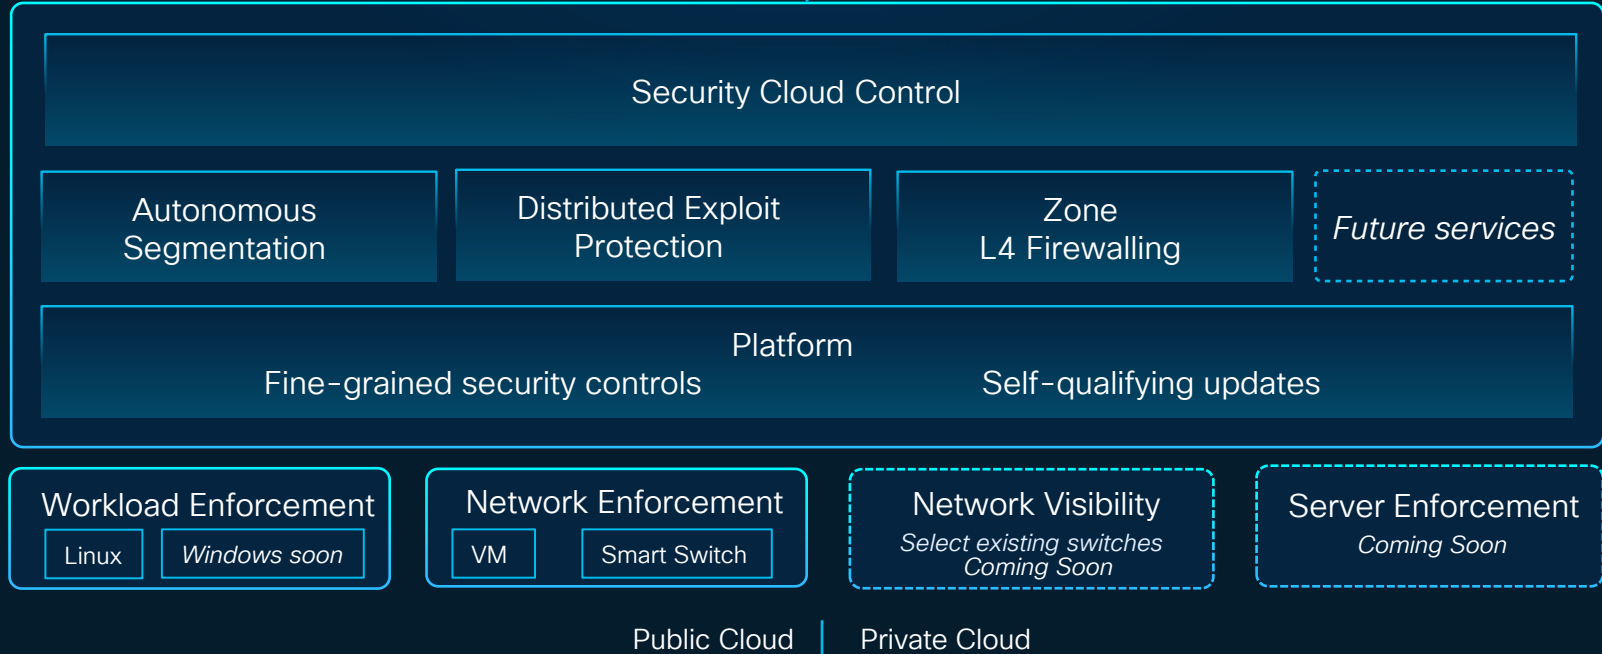 Security Cloud Control
Autonomous
Segmentation
Distributed Exploit
Protection
Zone
L4 Firewalling
Future services
Platform
Fine-grained security controls
Self-qualifying updates
Workload Enforcement
Linux
Windows soon
Network Enforcement
VM
Smart Switch
Network Visibility
Select existing switches
Coming Soon
Server Enforcement
Coming Soon
Public Cloud
Private Cloud